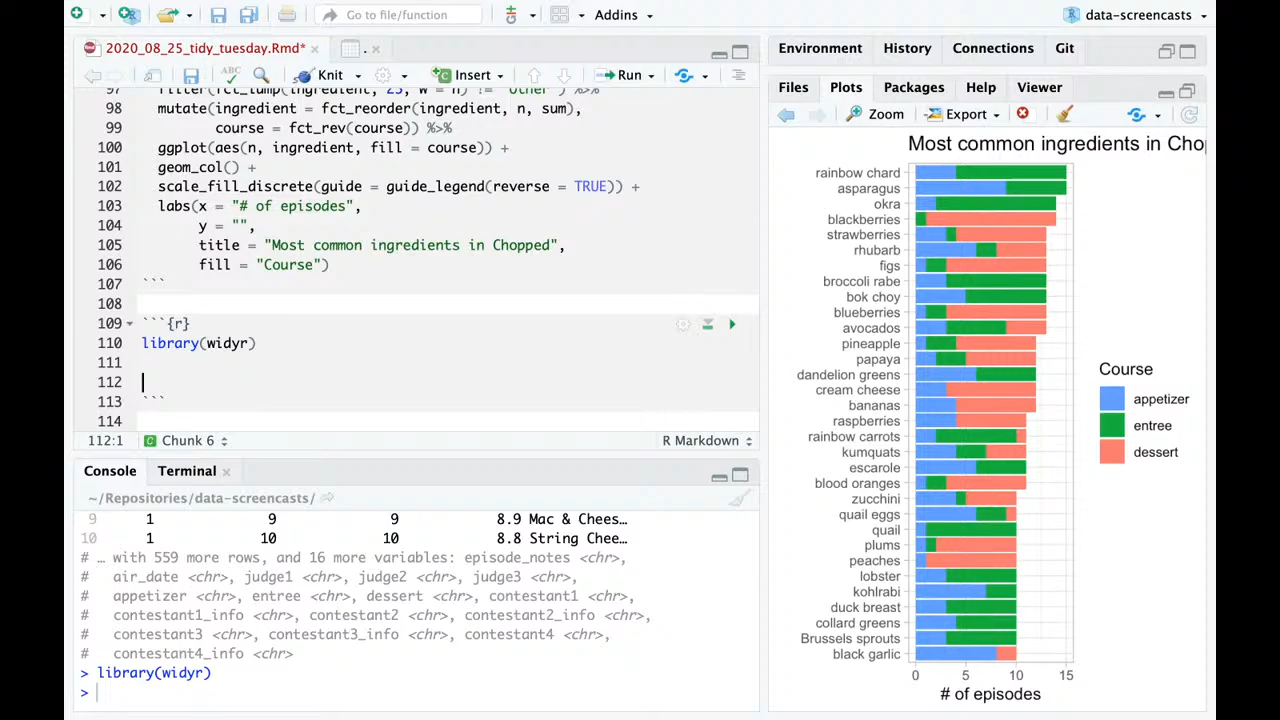 Go to file/function
Addins
data-screencasts
2020_08_25_tidy_tuesday.Rmd*
.
ABC
Knit
Insert
Run
97 filter(fct_lump(ingredient, 25, w = n) != "Other") %>%
98 mutate(ingredient = fct_reorder(ingredient, n, sum),
99 course = fct_rev(course)) %>%
100 ggplot(aes(n, ingredient, fill = course)) +
101 geom_col() +
102 scale_fill_discrete(guide = guide_legend(reverse = TRUE)) +
103 labs(x = "# of episodes",
104 y = "",
105 title = "Most common ingredients in Chopped",
106 fill = "Course")
107 ```
108
109 ```{r}
110 library(widyr)
111
112
113 ```
114
112:1
Chunk 6
R Markdown
Console
Terminal
~/Repositories/data-screencasts/
9 1 9 9 8.9 Mac & Chees…
10 1 10 10 8.8 String Chee…
# … with 559 more rows, and 16 more variables: episode_notes <chr>,
# air_date <chr>, judge1 <chr>, judge2 <chr>, judge3 <chr>,
# appetizer <chr>, entree <chr>, dessert <chr>, contestant1 <chr>,
# contestant1_info <chr>, contestant2 <chr>, contestant2_info <chr>,
# contestant3 <chr>, contestant3_info <chr>, contestant4 <chr>,
# contestant4_info <chr>
> library(widyr)
>
Environment
History
Connections
Git
Files
Plots
Packages
Help
Viewer
Zoom
Export
Most common ingredients in Chop
rainbow chard
asparagus
okra
blackberries
strawberries
rhubarb
figs
broccoli rabe
bok choy
blueberries
avocados
pineapple
papaya
dandelion greens
cream cheese
bananas
raspberries
rainbow carrots
kumquats
escarole
blood oranges
zucchini
quail eggs
quail
plums
peaches
lobster
kohlrabi
duck breast
collard greens
Brussels sprouts
black garlic
0 5 10 15
# of episodes
Course
appetizer
entree
dessert